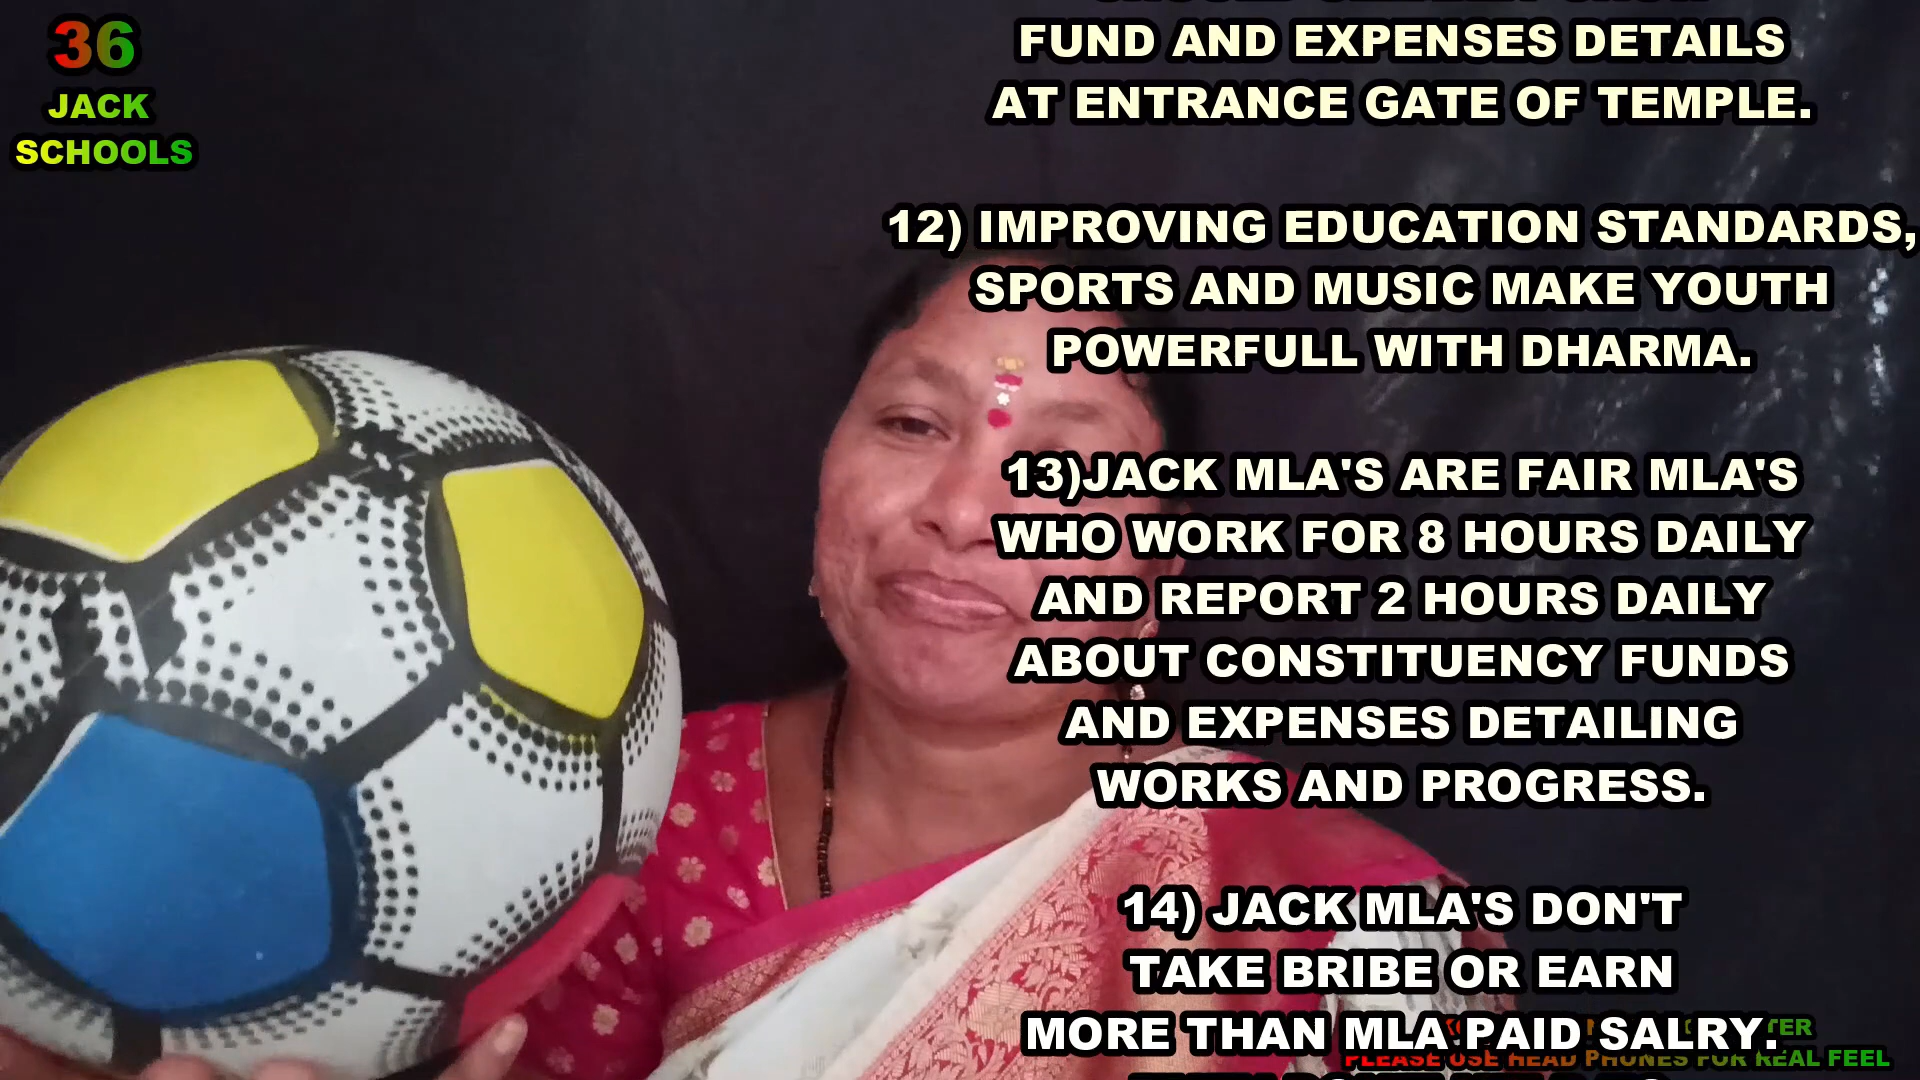 36
JACK
SCHOOLS
FUND AND EXPENSES DETAILS
AT ENTRANCE GATE OF TEMPLE.
12) IMPROVING EDUCATION STANDARDS,
SPORTS AND MUSIC MAKE YOUTH
POWERFULL WITH DHARMA.
13)JACK MLA'S ARE FAIR MLA'S
WHO WORK FOR 8 HOURS DAILY
AND REPORT 2 HOURS DAILY
ABOUT CONSTITUENCY FUNDS
AND EXPENSES DETAILING
WORKS AND PROGRESS.
14) JACK MLA'S DON'T
TAKE BRIBE OR EARN
MORE THAN MLA PAID SALRY.
PLEASE USE HEAD PHONES FOR REAL FEEL